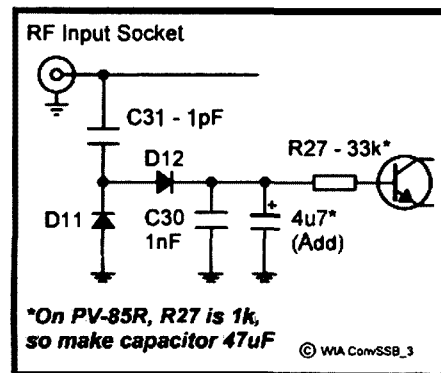 RF Input Socket
C31 - 1pF
D12
R27 - 33k*
D11
C30
1nF
+
4u7*
(Add)
*On PV-85R, R27 is 1k,
so make capacitor 47uF
© WIA ConvSSB_3